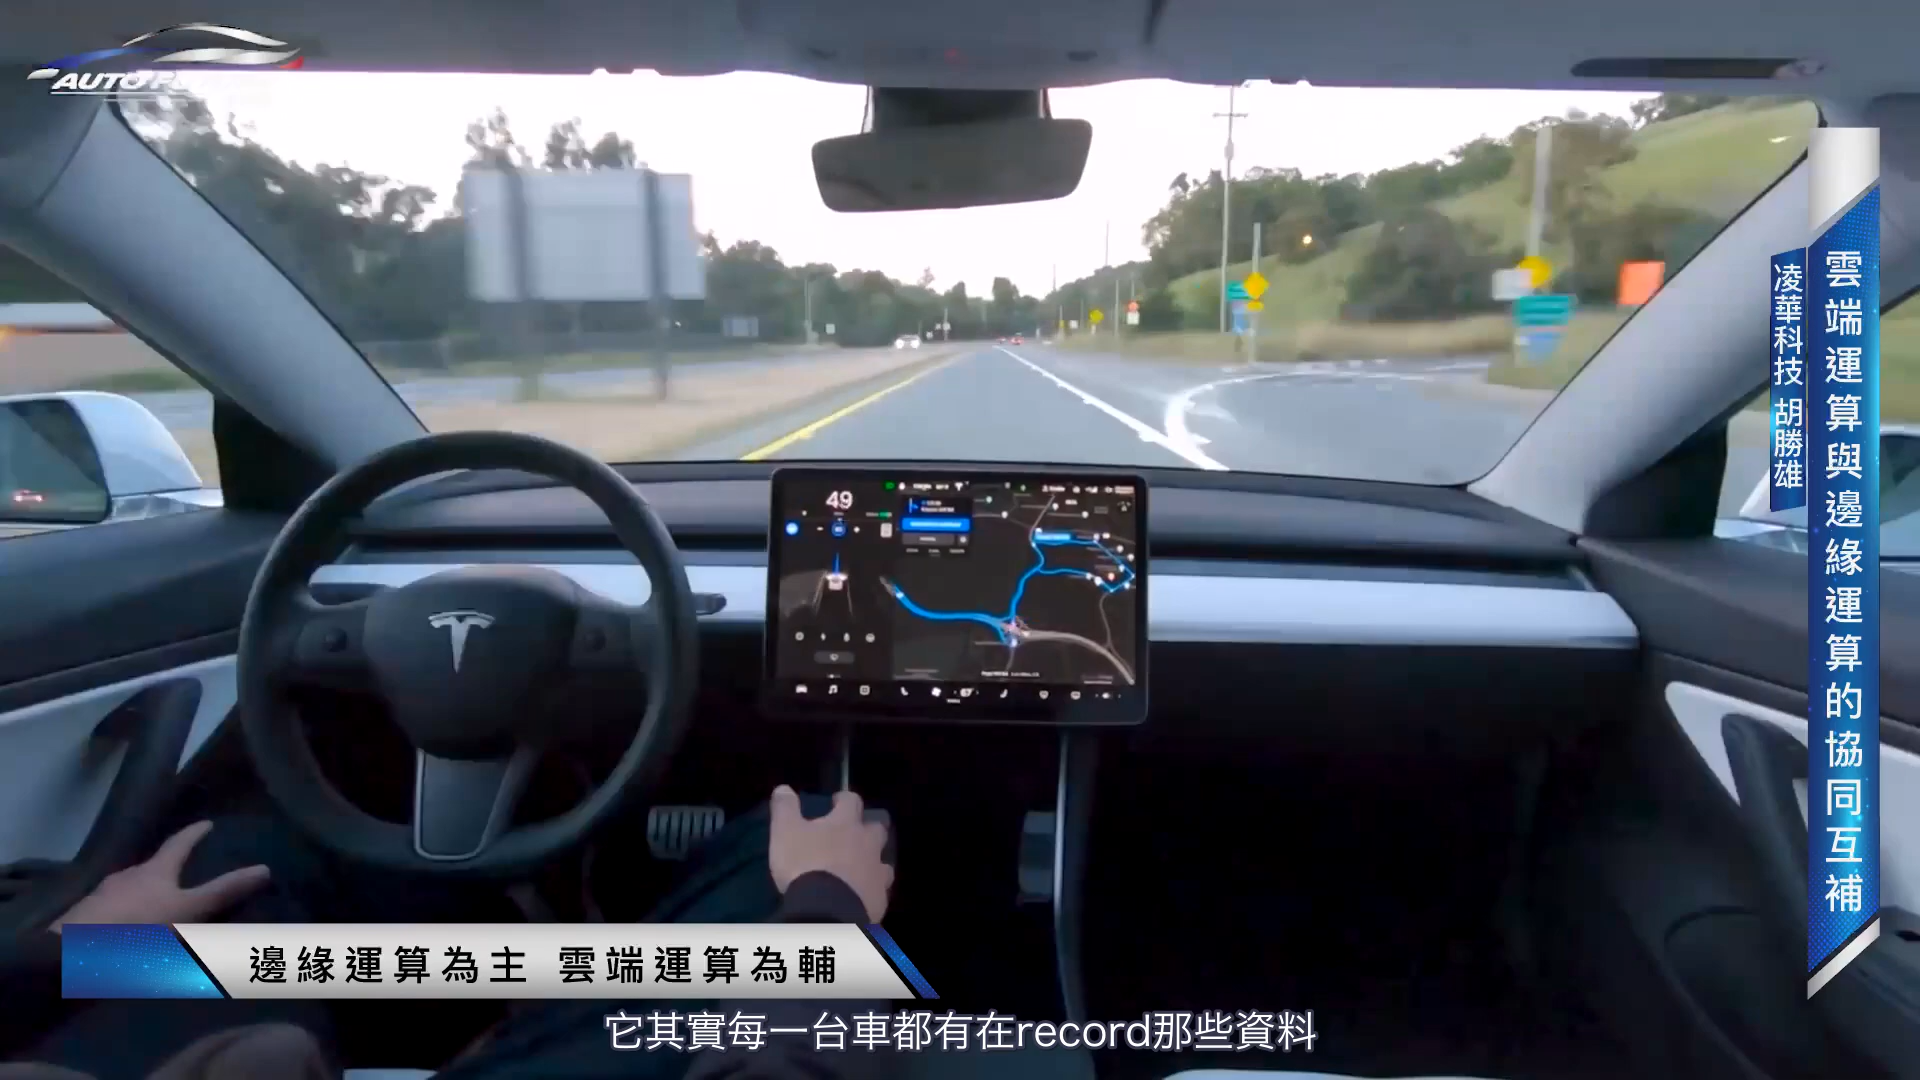 AUTO
49
雲端運算與邊緣運算的協同互補
凌華科技 胡勝雄
邊緣運算為主 雲端運算為輔
它其實每一台車都有在record那些資料